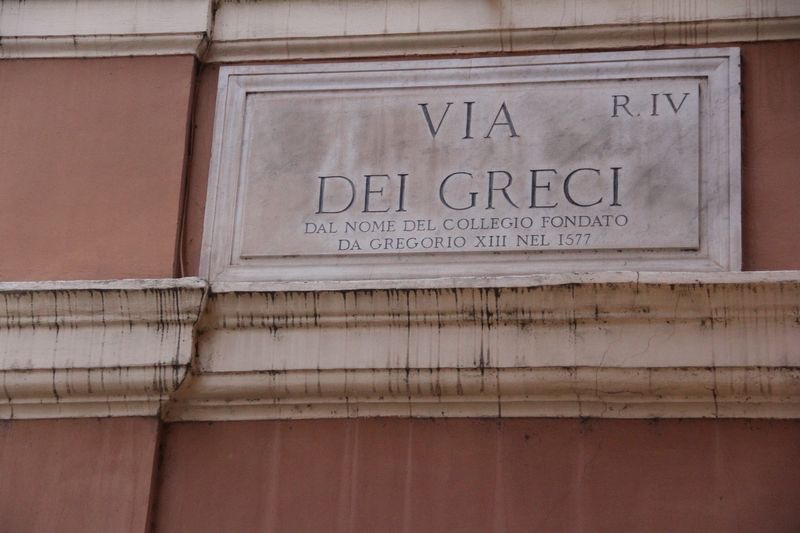 VIA R. IV
DEI GRECI
DAL NOME DEL COLLEGIO FONDATO
DA GREGORIO XIII NEL 1577